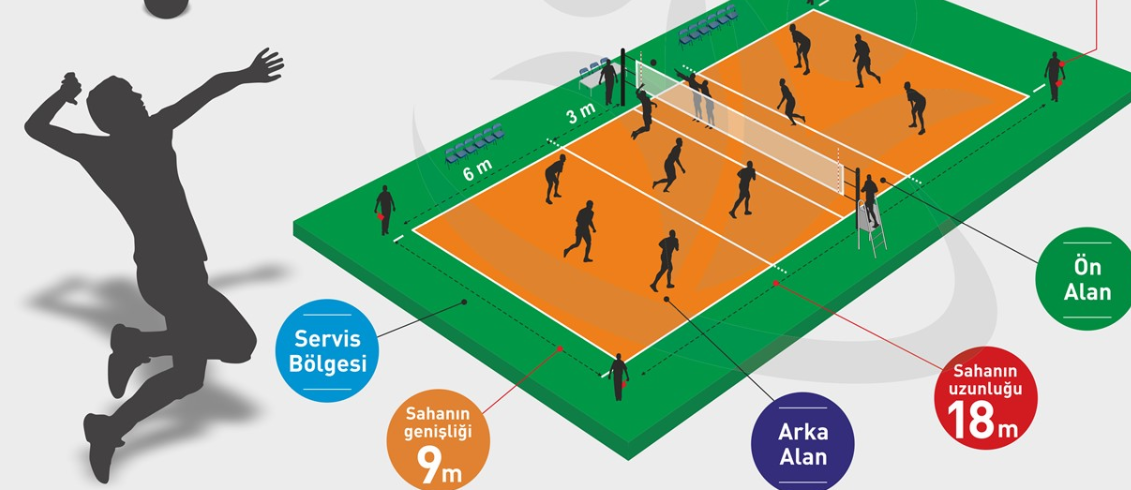 3 m
6 m
Servis
Bölgesi
Sahanın
genişliği
9m
Arka
Alan
Sahanın
uzunluğu
18m
Ön
Alan